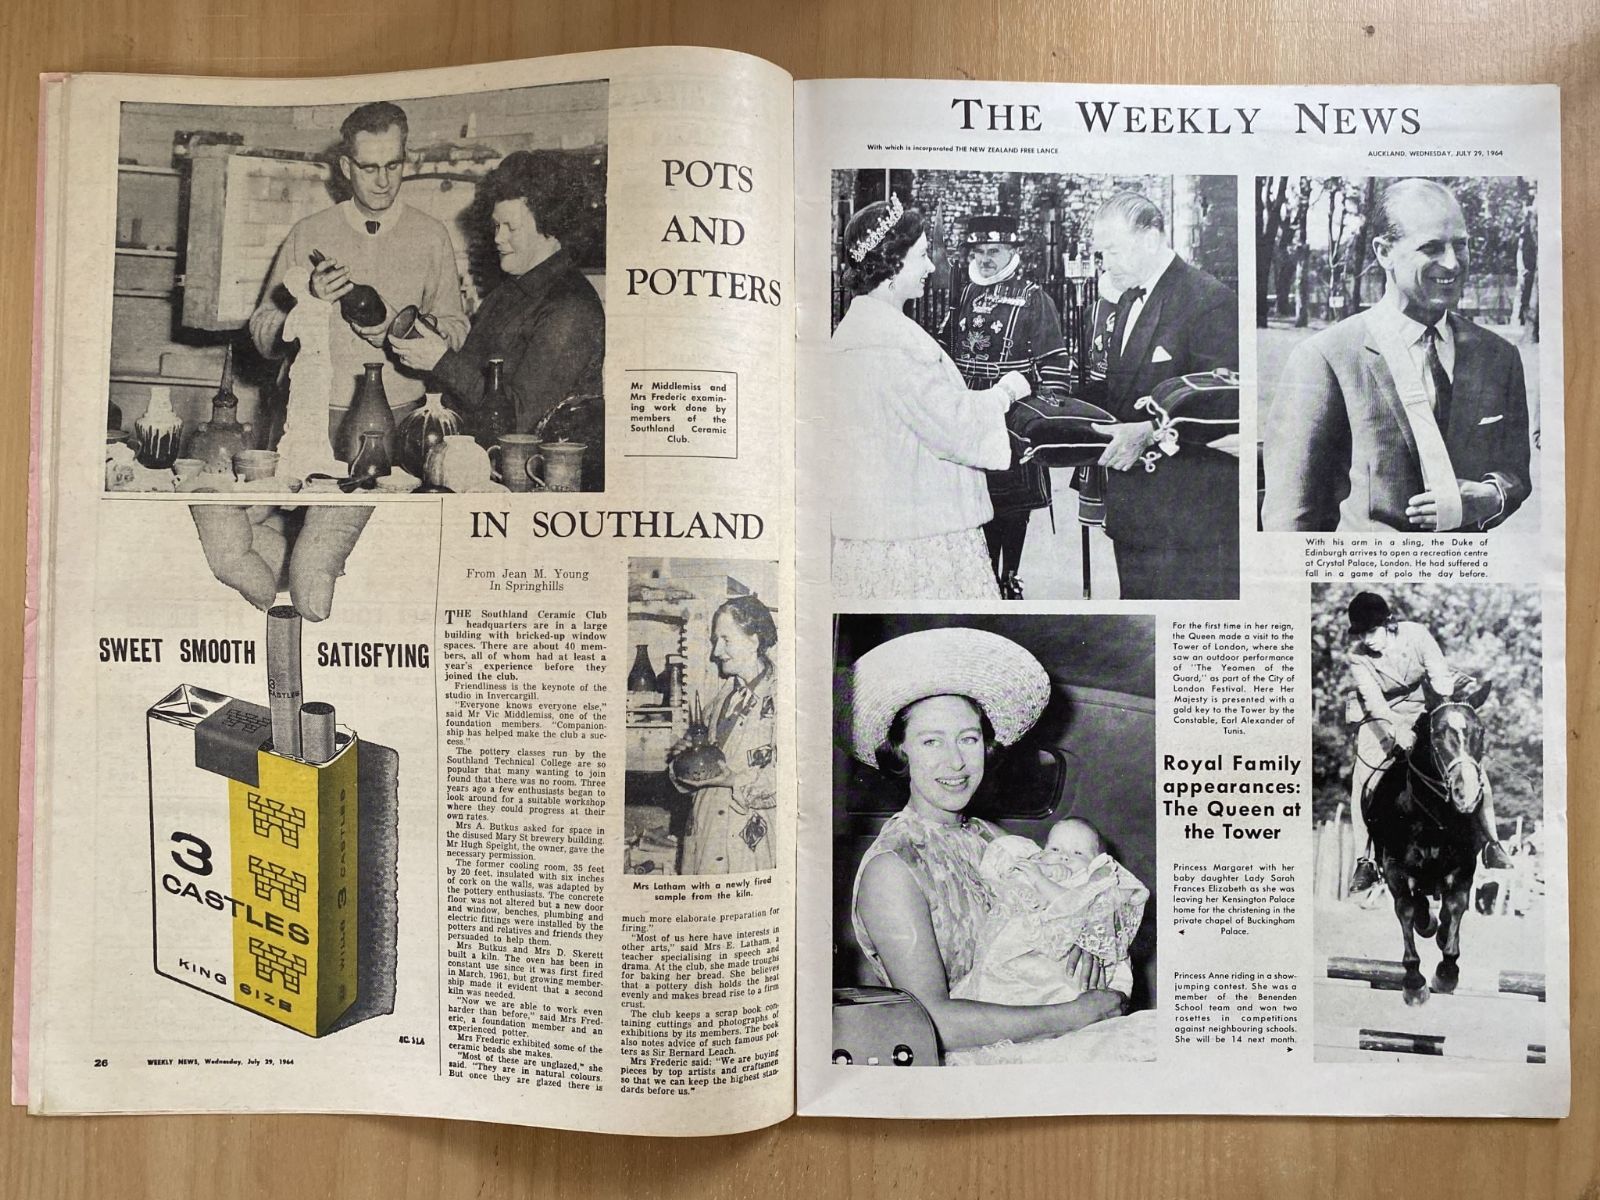 POTS
AND
POTTERS
Mr Middlemiss and
Mrs Frederic examin-
ing work done by
members of the
Southland Ceramic
Club.
IN SOUTHLAND
From Jean M. Young
In Springhills
THE Southland Ceramic Club
headquarters are in a large
building with bricked-up window
spaces. There are about 40 mem-
bers, all of whom had at least a
year's experience before they
joined the club.
Friendliness is the keynote of the
studio in Invercargill.
"Everyone knows everyone else,"
said Mr Vic Middlemiss, one of the
foundation members. "Companion-
ship has helped make the club a suc-
cess."
The pottery classes run by the
Southland Technical College are so
popular that many wanting to join
found that there was no room. Three
years ago a few enthusiasts began to
look around for a suitable workshop
where they could progress at their
own rates.
Mrs A. Butkus asked for space in
the disused Mary St brewery building.
Mr Hugh Speight, the owner, gave the
necessary permission.
The former cooling room, 35 feet
by 20 feet, insulated with six inches
of cork on the walls, was adapted by
the pottery enthusiasts. The concrete
floor was not altered but a new door
and window, benches, plumbing and
electric fittings were installed by the
potters and relatives and friends they
persuaded to help them.
Mrs Butkus and Mrs D. Skerett
built a kiln. The oven has been in
constant use since it was first fired
in March, 1961, but growing member-
ship made it evident that a second
kiln was needed.
"Now we are able to work even
harder than before," said Mrs Fred-
eric, a foundation member and an
experienced potter.
Mrs Frederic exhibited some of the
ceramic beads she makes.
"Most of these are unglazed," she
said. "They are in natural colours.
But once they are glazed there is
Mrs Latham with a newly fired
sample from the kiln.
much more elaborate preparation for
firing."
"Most of us here have interests in
other arts," said Mrs E. Latham, a
teacher specialising in speech and
drama. At the club, she made troughs
for baking her bread. She believes
that a pottery dish holds the heat
evenly and makes bread rise to a firm
crust.
The club keeps a scrap book con-
taining cuttings and photographs of
exhibitions by its members. The book
also notes advice of such famous pot-
ters as Sir Bernard Leach.
Mrs Frederic said: "We are buying
pieces by top artists and craftsmen
so that we can keep the highest stan-
dards before us."
SWEET SMOOTH SATISFYING
3
CASTLES
3
CASTLES
KING SIZE
WILLS 3 CASTLES
8C.51A
26 WEEKLY NEWS, Wednesday, July 29, 1964
THE WEEKLY NEWS
With which is incorporated THE NEW ZEALAND FREE LANCE
AUCKLAND, WEDNESDAY, JULY 29, 1964
With his arm in a sling, the Duke of
Edinburgh arrives to open a recreation centre
at Crystal Palace, London. He had suffered a
fall in a game of polo the day before.
For the first time in her reign,
the Queen made a visit to the
Tower of London, where she
saw an outdoor performance
of "The Yeomen of the
Guard," as part of the City of
London Festival. Here Her
Majesty is presented with a
gold key to the Tower by the
Constable, Earl Alexander of
Tunis.
Royal Family
appearances:
The Queen at
the Tower
Princess Margaret with her
baby daughter Lady Sarah
Frances Elizabeth as she was
leaving her Kensington Palace
home for the christening in the
private chapel of Buckingham
Palace.
Princess Anne riding in a show-
jumping contest. She was a
member of the Benenden
School team and won two
rosettes in competitions
against neighbouring schools.
She will be 14 next month.